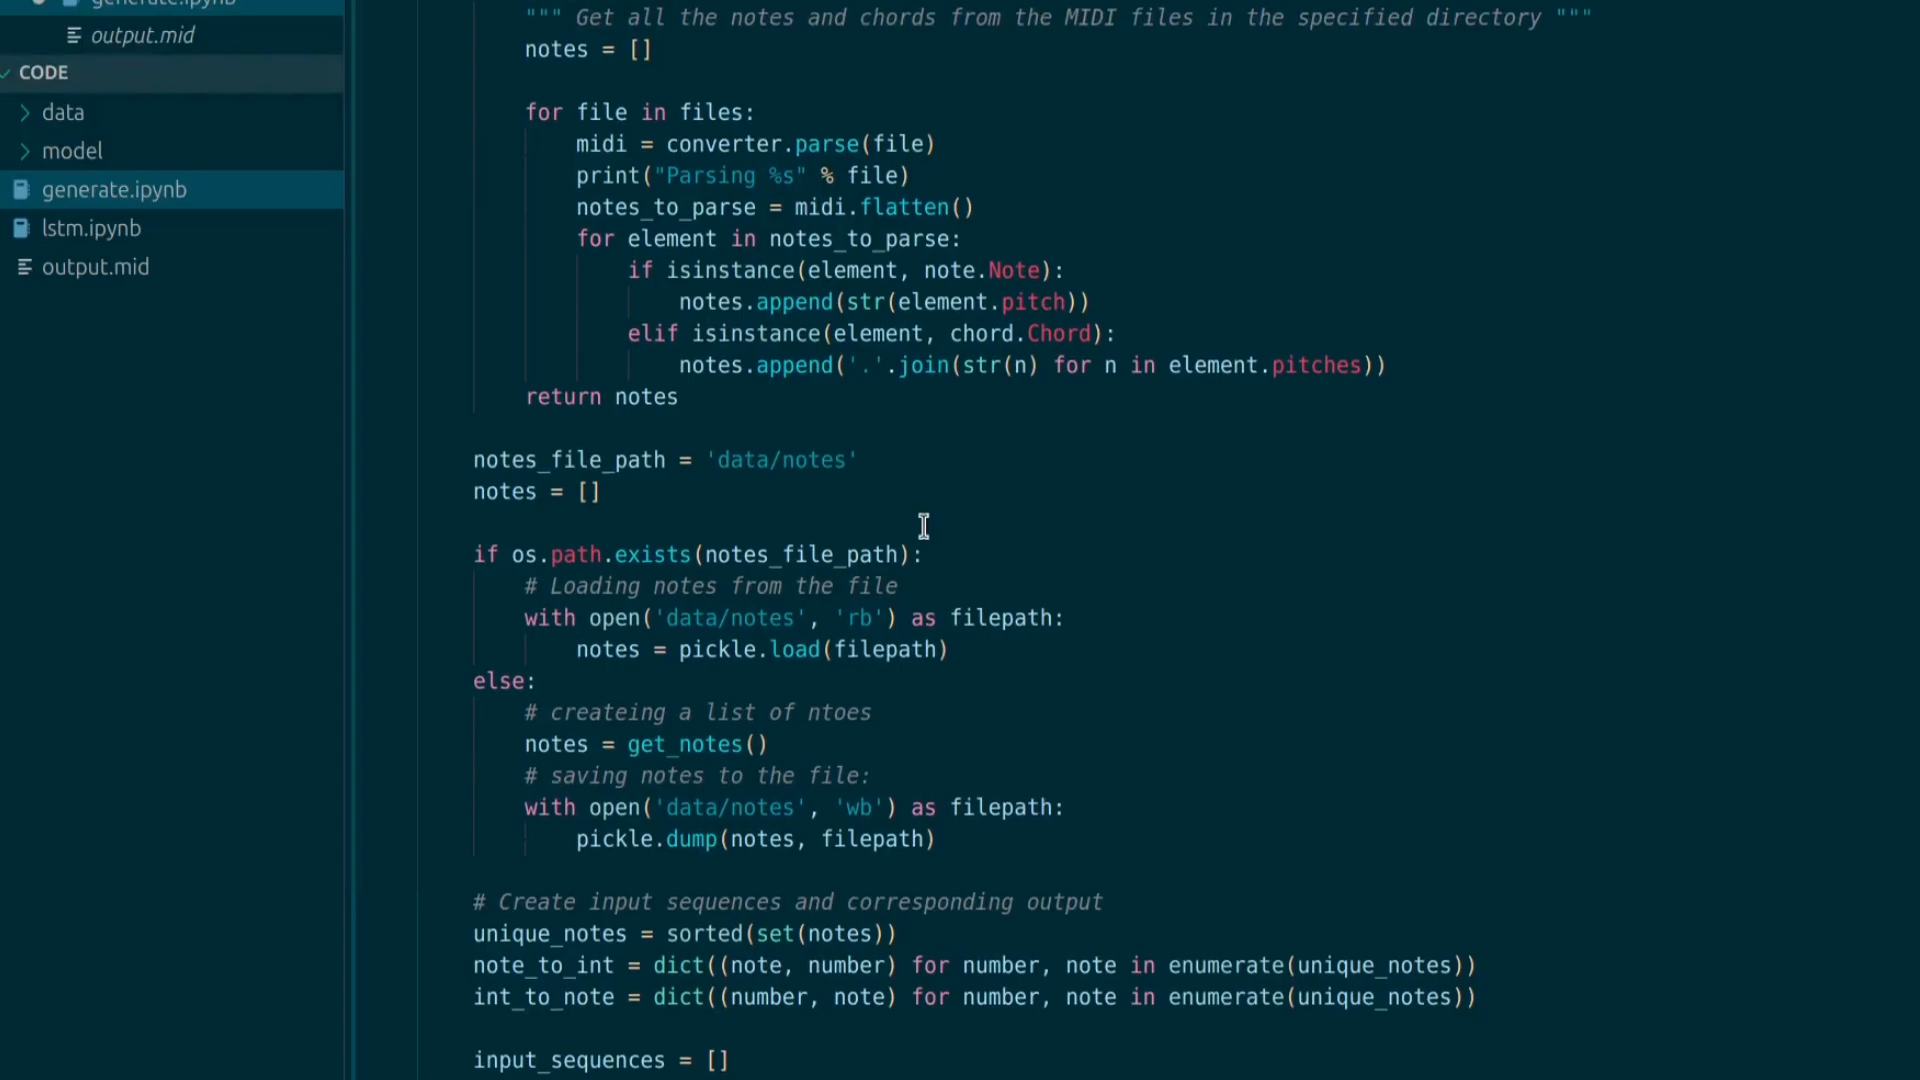 generate.ipynb
output.mid
CODE
data
model
generate.ipynb
lstm.ipynb
output.mid
""" Get all the notes and chords from the MIDI files in the specified directory """
notes = []
for file in files:
midi = converter.parse(file)
print("Parsing %s" % file)
notes_to_parse = midi.flatten()
for element in notes_to_parse:
if isinstance(element, note.Note):
notes.append(str(element.pitch))
elif isinstance(element, chord.Chord):
notes.append('.'.join(str(n) for n in element.pitches))
return notes
notes_file_path = 'data/notes'
notes = []
if os.path.exists(notes_file_path):
# Loading notes from the file
with open('data/notes', 'rb') as filepath:
notes = pickle.load(filepath)
else:
# createing a list of ntoes
notes = get_notes()
# saving notes to the file:
with open('data/notes', 'wb') as filepath:
pickle.dump(notes, filepath)
# Create input sequences and corresponding output
unique_notes = sorted(set(notes))
note_to_int = dict((note, number) for number, note in enumerate(unique_notes))
int_to_note = dict((number, note) for number, note in enumerate(unique_notes))
input_sequences = []